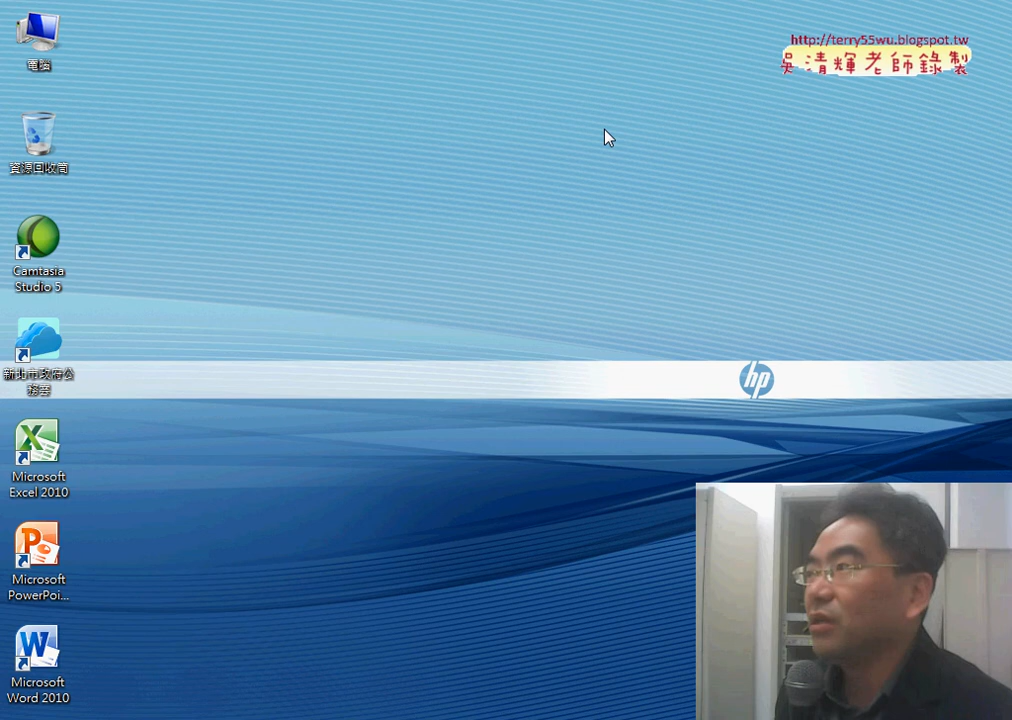 電腦
資源回收筒
Camtasia
Studio 5
新北市政府公
務雲
Microsoft
Excel 2010
Microsoft
PowerPoi...
Microsoft
Word 2010
http://terry55wu.blogspot.tw
吳清輝老師錄製
hp